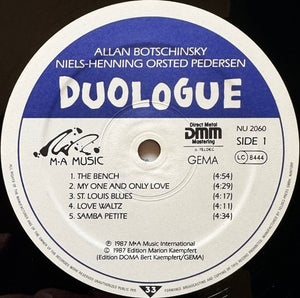 ALLAN BOTSCHINSKY
NIELS-HENNING ORSTED PEDERSEN
DUOLOGUE
M·A MUSIC
Direct Metal
DMM
Mastering
TELDEC
GEMA
NU 2060
SIDE 1
LC 8444
1. THE BENCH (4:54)
2. MY ONE AND ONLY LOVE (4:29)
3. ST. LOUIS BLUES (5:17)
4. LOVE WALTZ (5:11)
5. SAMBA PETITE (4:34)
℗ 1987 M·A Music International
© 1987 Edition Marion Kaempfert/
(Edition DOMA Bert Kaempfert/GEMA)
33